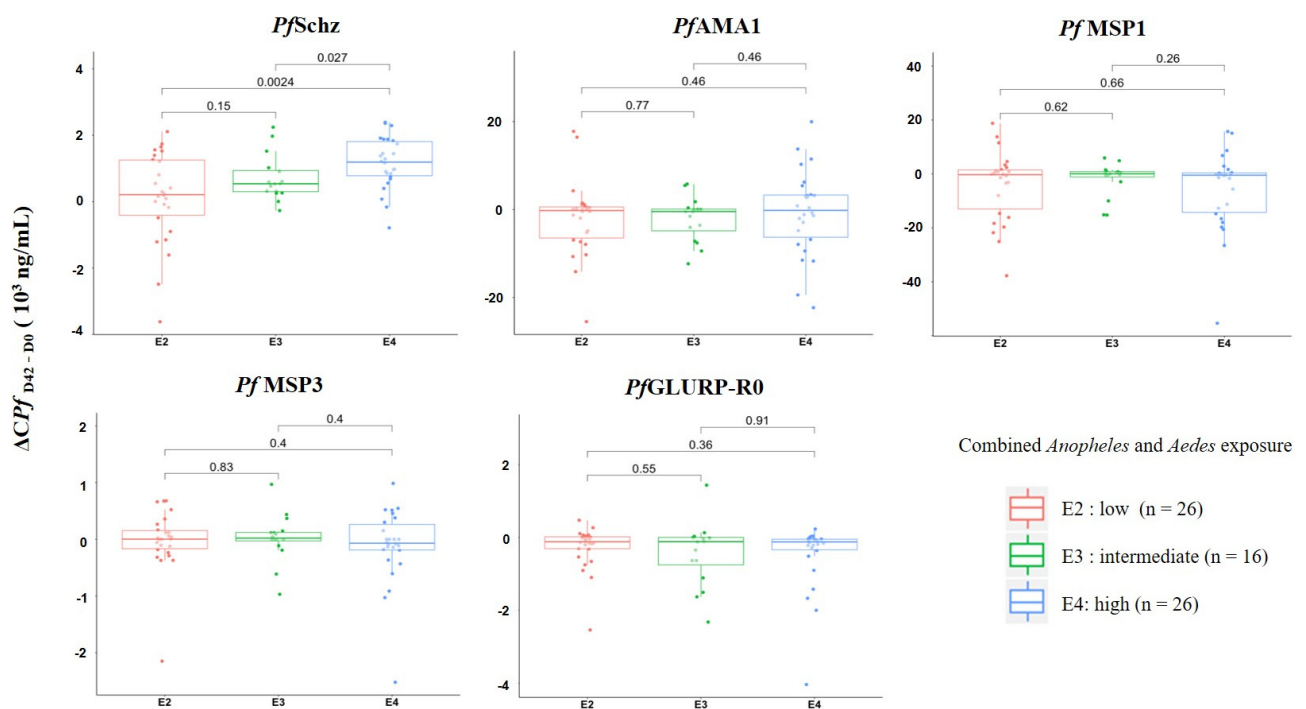 PfSchz
4
2
0
-2
-4
0.027
0.0024
0.15
E2
E3
E4
PfAMA1
20
0
-20
0.46
0.46
0.77
E2
E3
E4
Pf MSP1
40
20
0
-20
-40
0.26
0.66
0.62
E2
E3
E4
ΔCPf D42 - D0 ( 10³ ng/mL)
Pf MSP3
2
1
0
-1
-2
0.4
0.4
0.83
E2
E3
E4
PfGLURP-R0
2
0
-2
-4
0.91
0.36
0.55
E2
E3
E4
Combined Anopheles and Aedes exposure
E2 : low (n = 26)
E3 : intermediate (n = 16)
E4: high (n = 26)